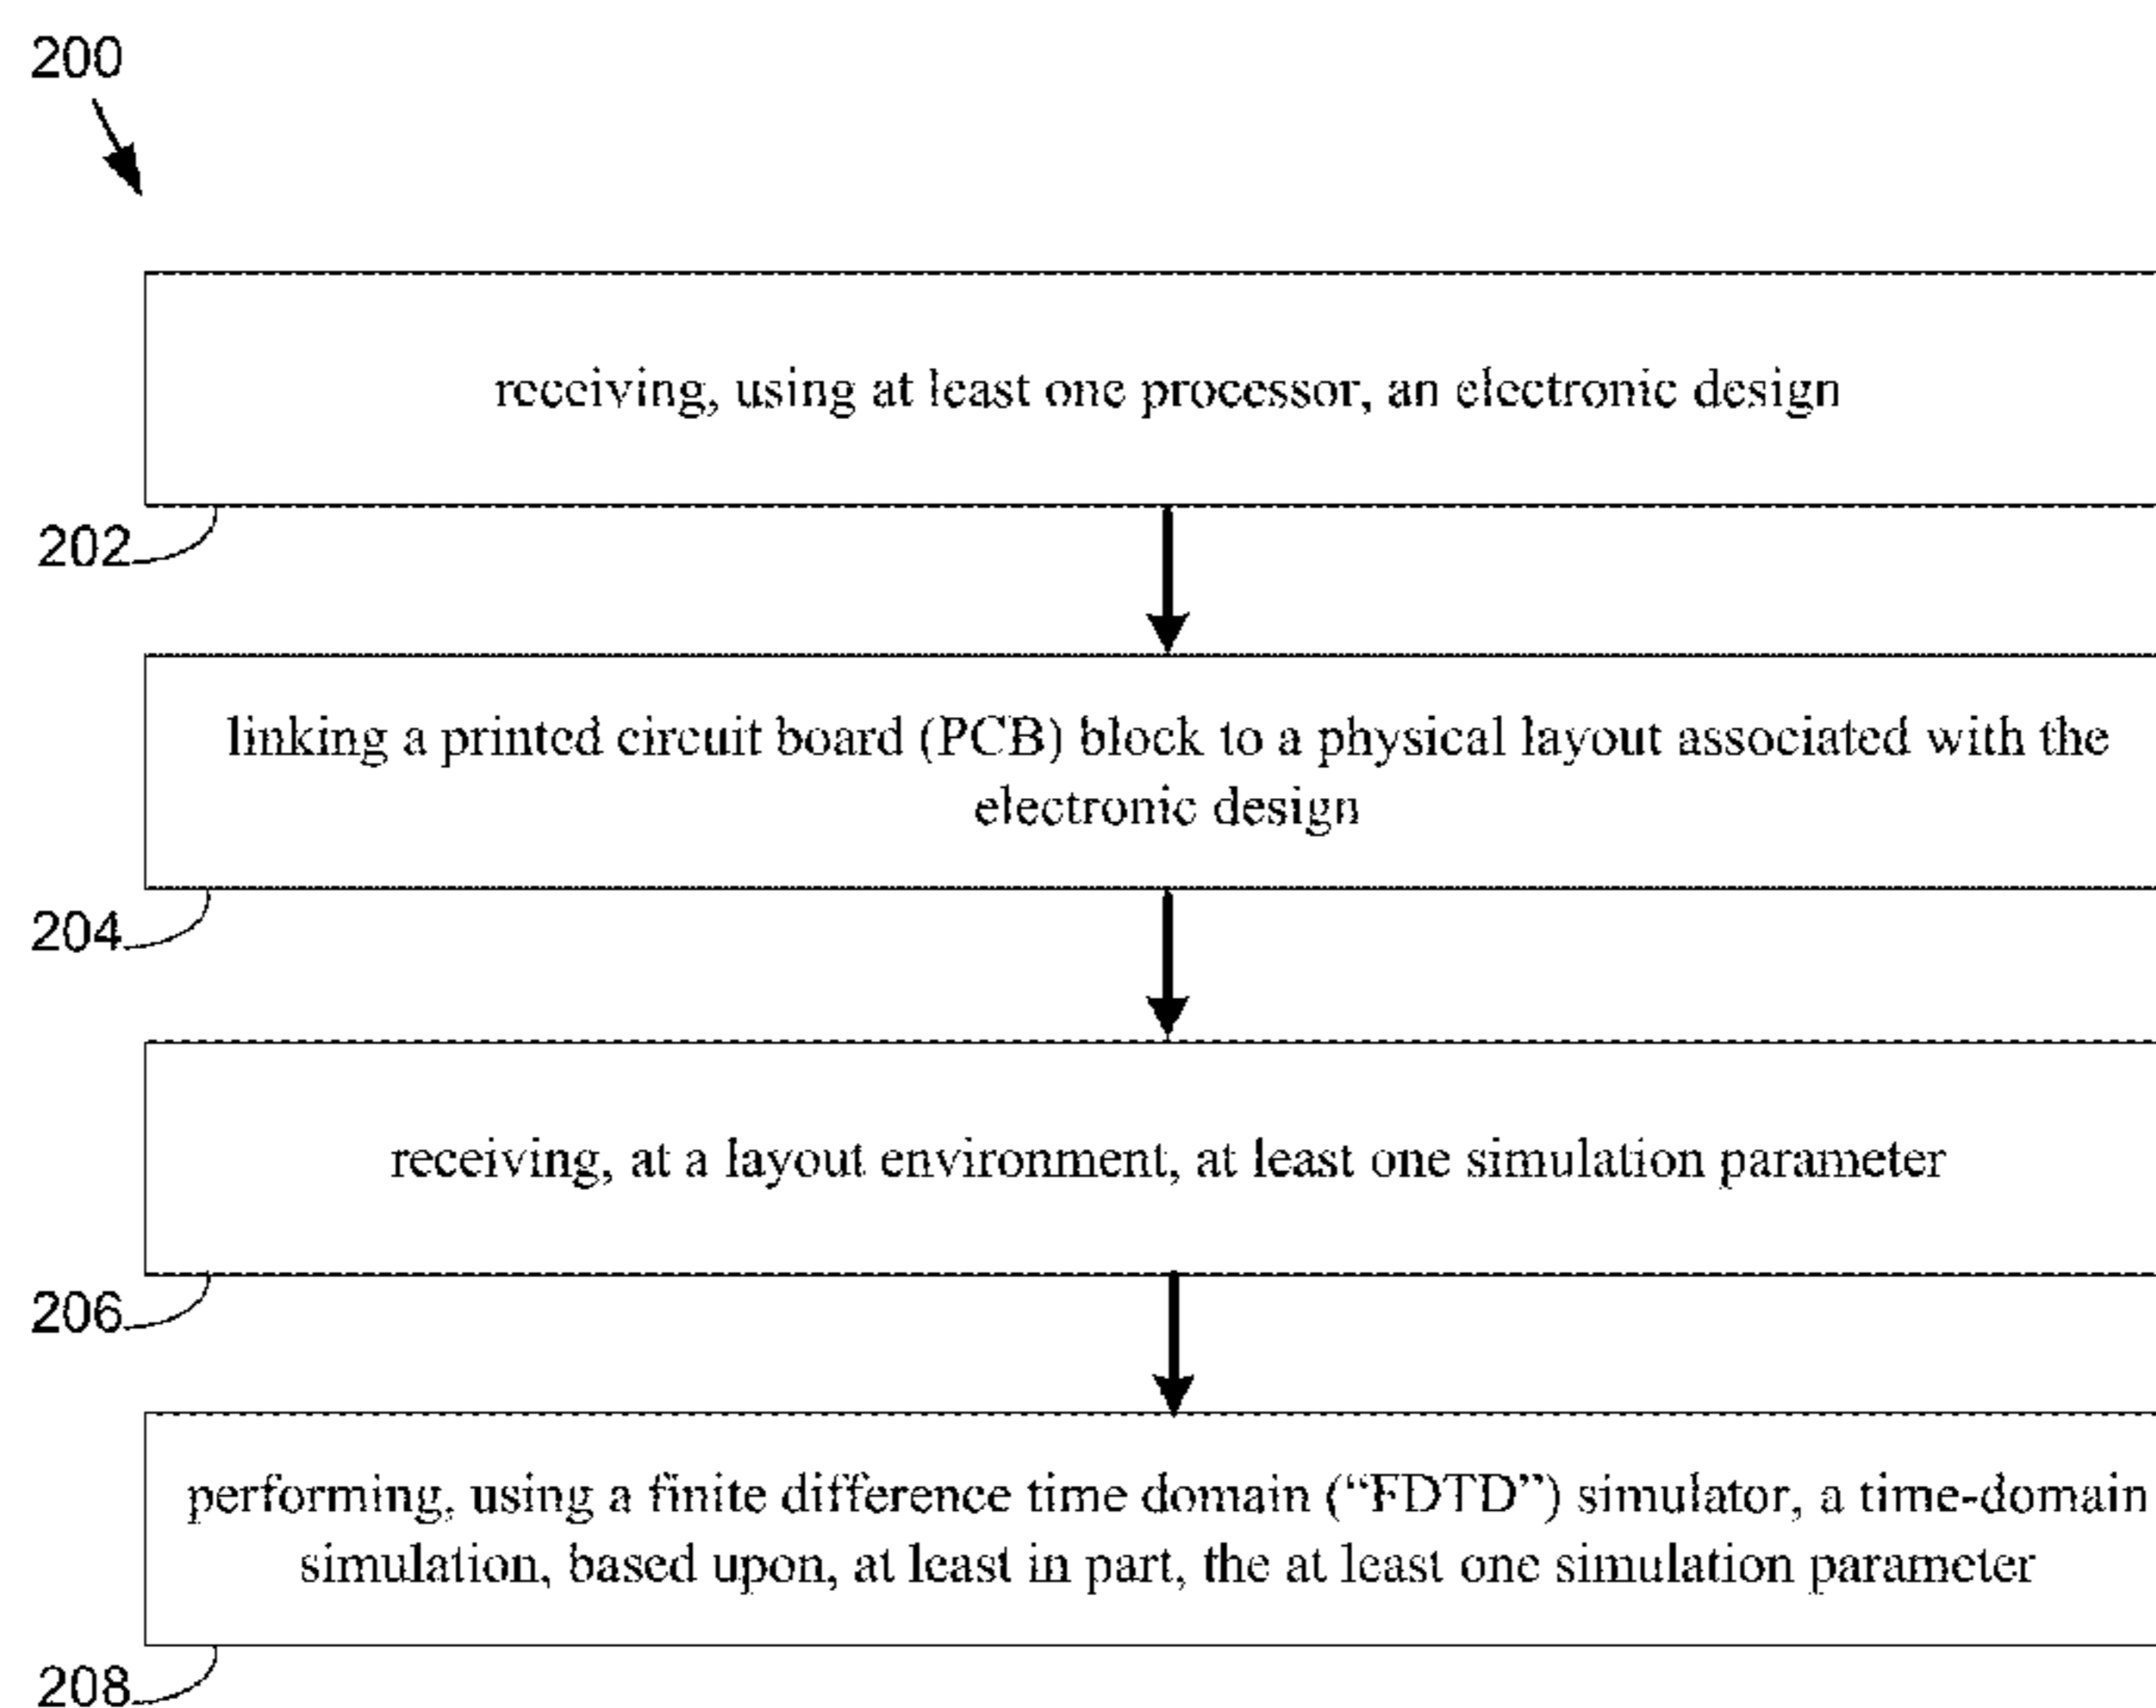 200
receiving, using at least one processor, an electronic design
202
linking a printed circuit board (PCB) block to a physical layout associated with the
electronic design
204
receiving, at a layout environment, at least one simulation parameter
206
performing, using a finite difference time domain (“FDTD”) simulator, a time-domain
simulation, based upon, at least in part, the at least one simulation parameter
208